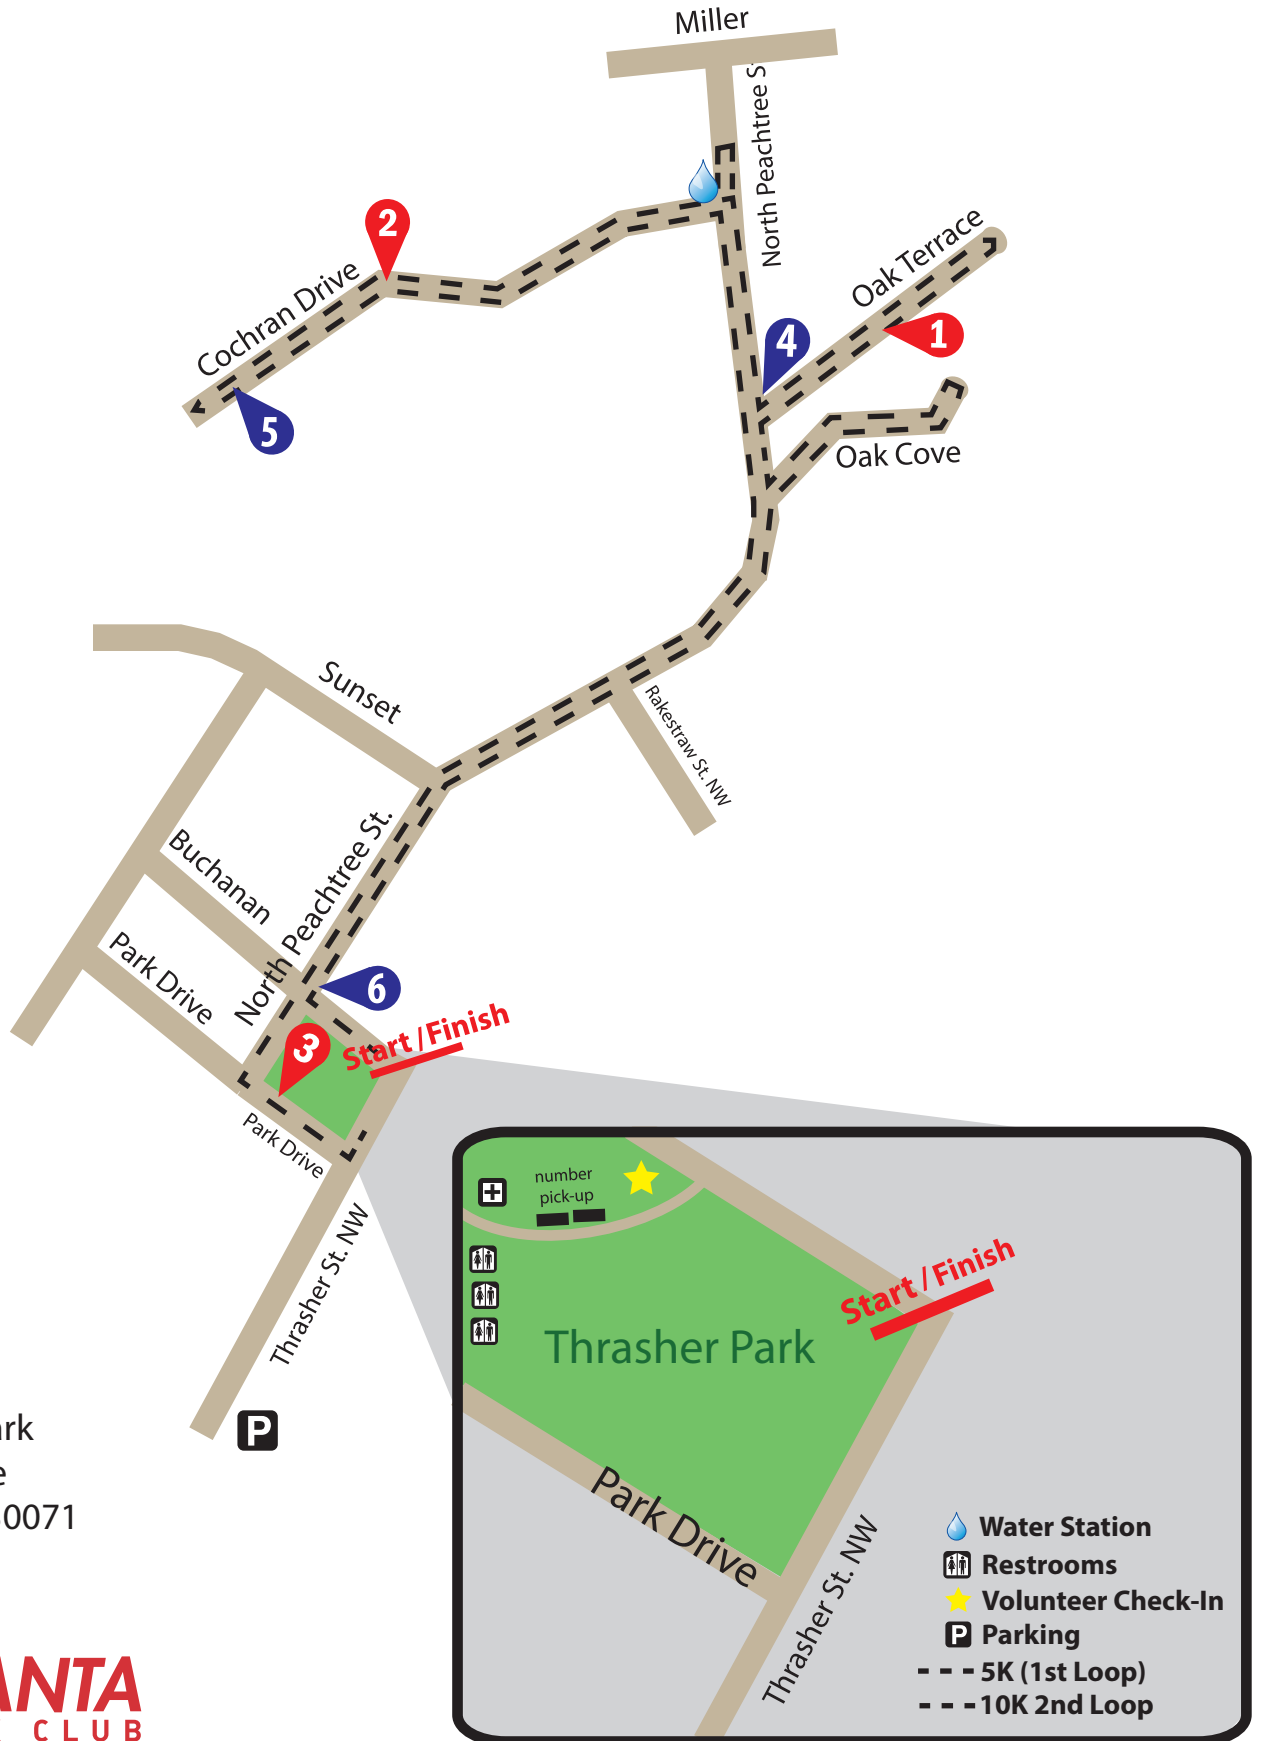 Miller
North Peachtree S
2
Oak Terrace
Cochran Drive
1
4
5
Oak Cove
Sunset
Rakestraw St. NW
North Peachtree St.
Buchanan
Park Drive
6
3
Start / Finish
Park Drive
Thrasher St. NW
P
number
pick-up
Start / Finish
Thrasher Park
Park Drive
Thrasher St. NW
Water Station
Restrooms
Volunteer Check-In
P Parking
5K (1st Loop)
10K 2nd Loop
ark
e
0071
ANTA
CLUB